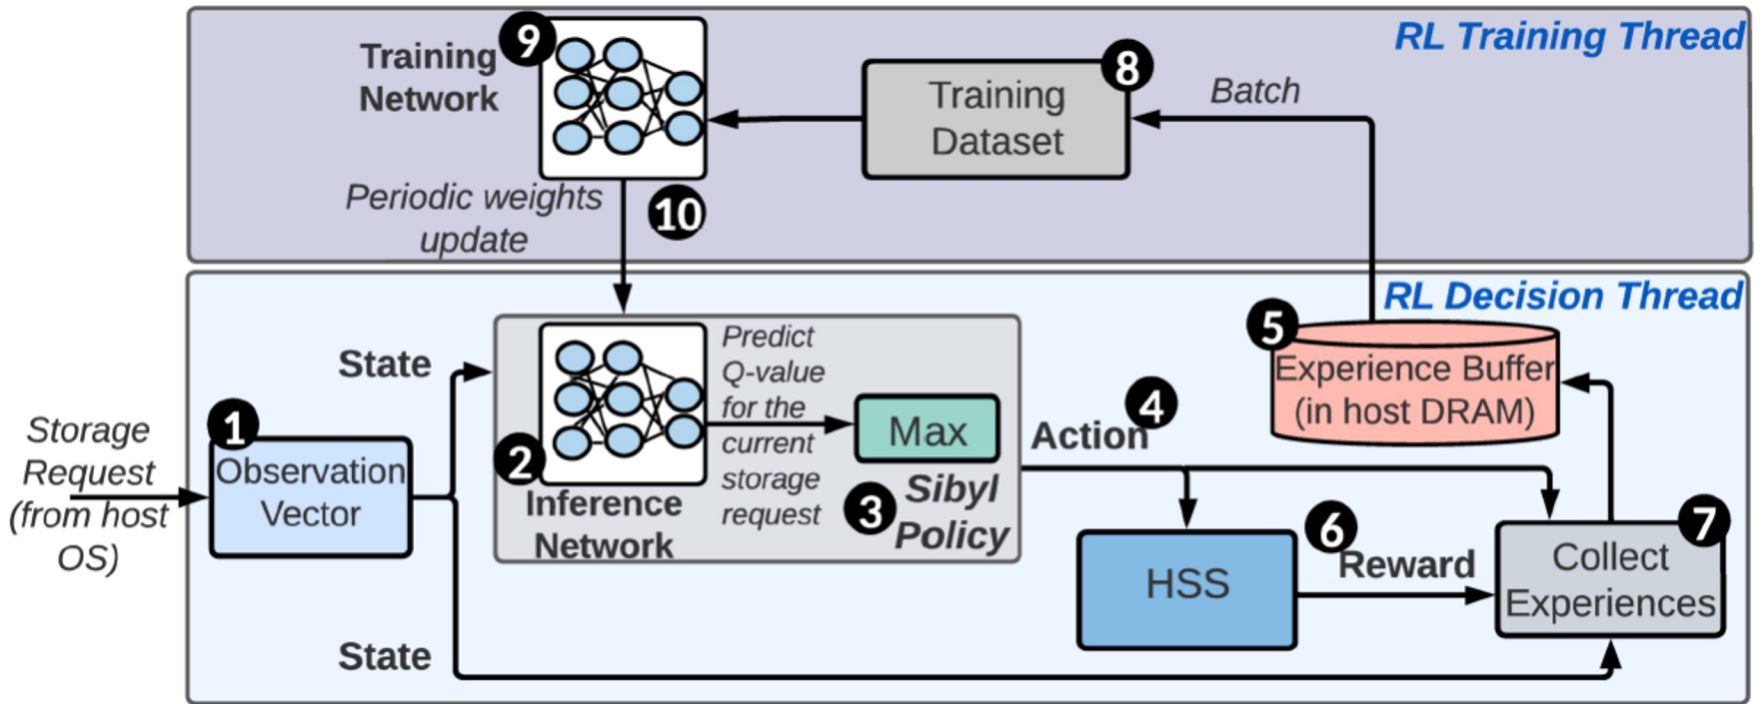 RL Training Thread
9
Training
Network
8
Training
Dataset
Batch
Periodic weights
update
10
RL Decision Thread
Storage
Request
(from host
OS)
1
Observation
Vector
State
State
2
Inference
Network
Predict
Q-value
for the
current
storage
request
Max
3
Sibyl
Policy
4
Action
5
Experience Buffer
(in host DRAM)
HSS
6
Reward
7
Collect
Experiences